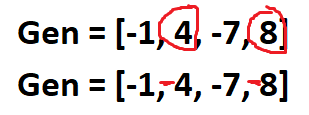 Gen = [-1, 4, -7, 8]
Gen = [-1,-4, -7,-8]